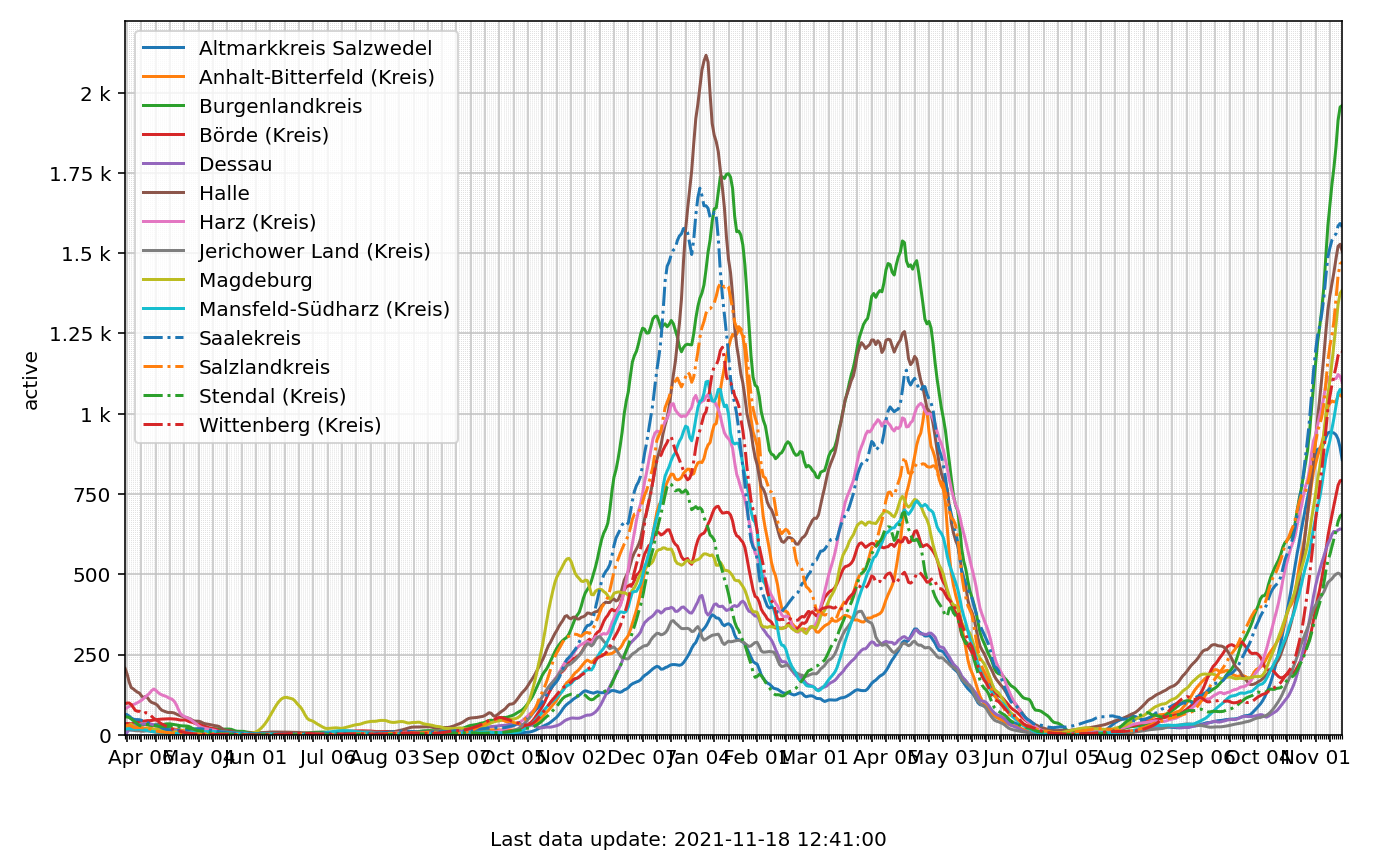 active
2 k
1.75 k
1.5 k
1.25 k
1 k
750
500
250
0
Altmarkkreis Salzwedel
Anhalt-Bitterfeld (Kreis)
Burgenlandkreis
Börde (Kreis)
Dessau
Halle
Harz (Kreis)
Jerichower Land (Kreis)
Magdeburg
Mansfeld-Südharz (Kreis)
Saalekreis
Salzlandkreis
Stendal (Kreis)
Wittenberg (Kreis)
Apr 06 May 04 Jun 01 Jul 06 Aug 03 Sep 07 Oct 05 Nov 02 Dec 07 Jan 04 Feb 01 Mar 01 Apr 05 May 03 Jun 07 Jul 05 Aug 02 Sep 06 Oct 04 Nov 01
Last data update: 2021-11-18 12:41:00